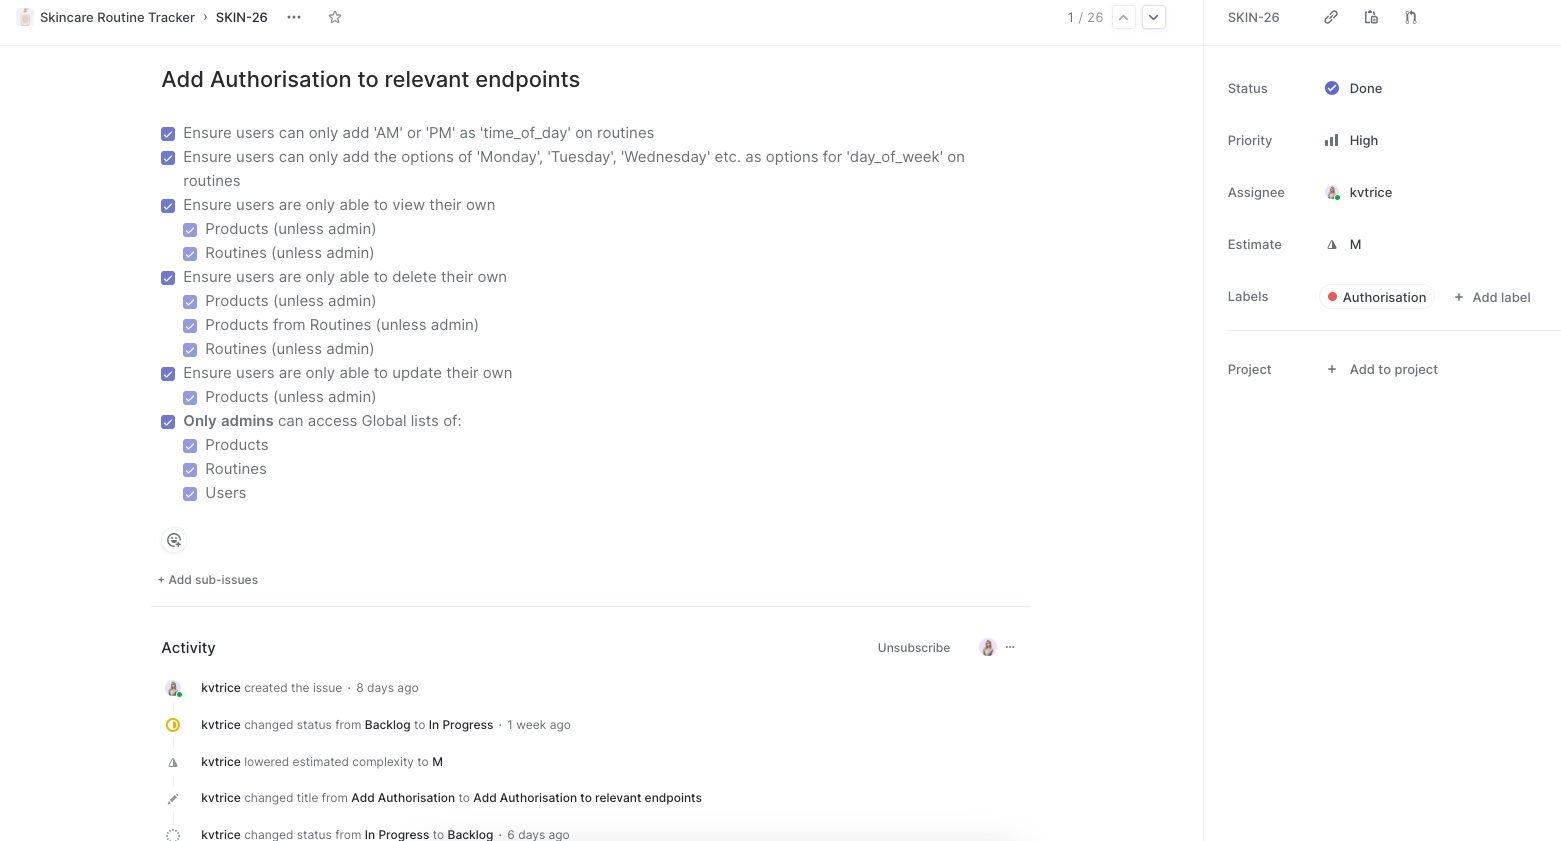 Skincare Routine Tracker › SKIN-26 ...
1 / 26
SKIN-26
Add Authorisation to relevant endpoints
Ensure users can only add 'AM' or 'PM' as 'time_of_day' on routines
Ensure users can only add the options of 'Monday', 'Tuesday', 'Wednesday' etc. as options for 'day_of_week' on
routines
Ensure users are only able to view their own
Products (unless admin)
Routines (unless admin)
Ensure users are only able to delete their own
Products (unless admin)
Products from Routines (unless admin)
Routines (unless admin)
Ensure users are only able to update their own
Products (unless admin)
Only admins can access Global lists of:
Products
Routines
Users
+ Add sub-issues
Activity
Unsubscribe ...
kvtrice created the issue · 8 days ago
kvtrice changed status from Backlog to In Progress · 1 week ago
kvtrice lowered estimated complexity to M
kvtrice changed title from Add Authorisation to Add Authorisation to relevant endpoints
kvtrice changed status from In Progress to Backlog · 6 days ago
Status Done
Priority High
Assignee kvtrice
Estimate M
Labels Authorisation + Add label
Project + Add to project